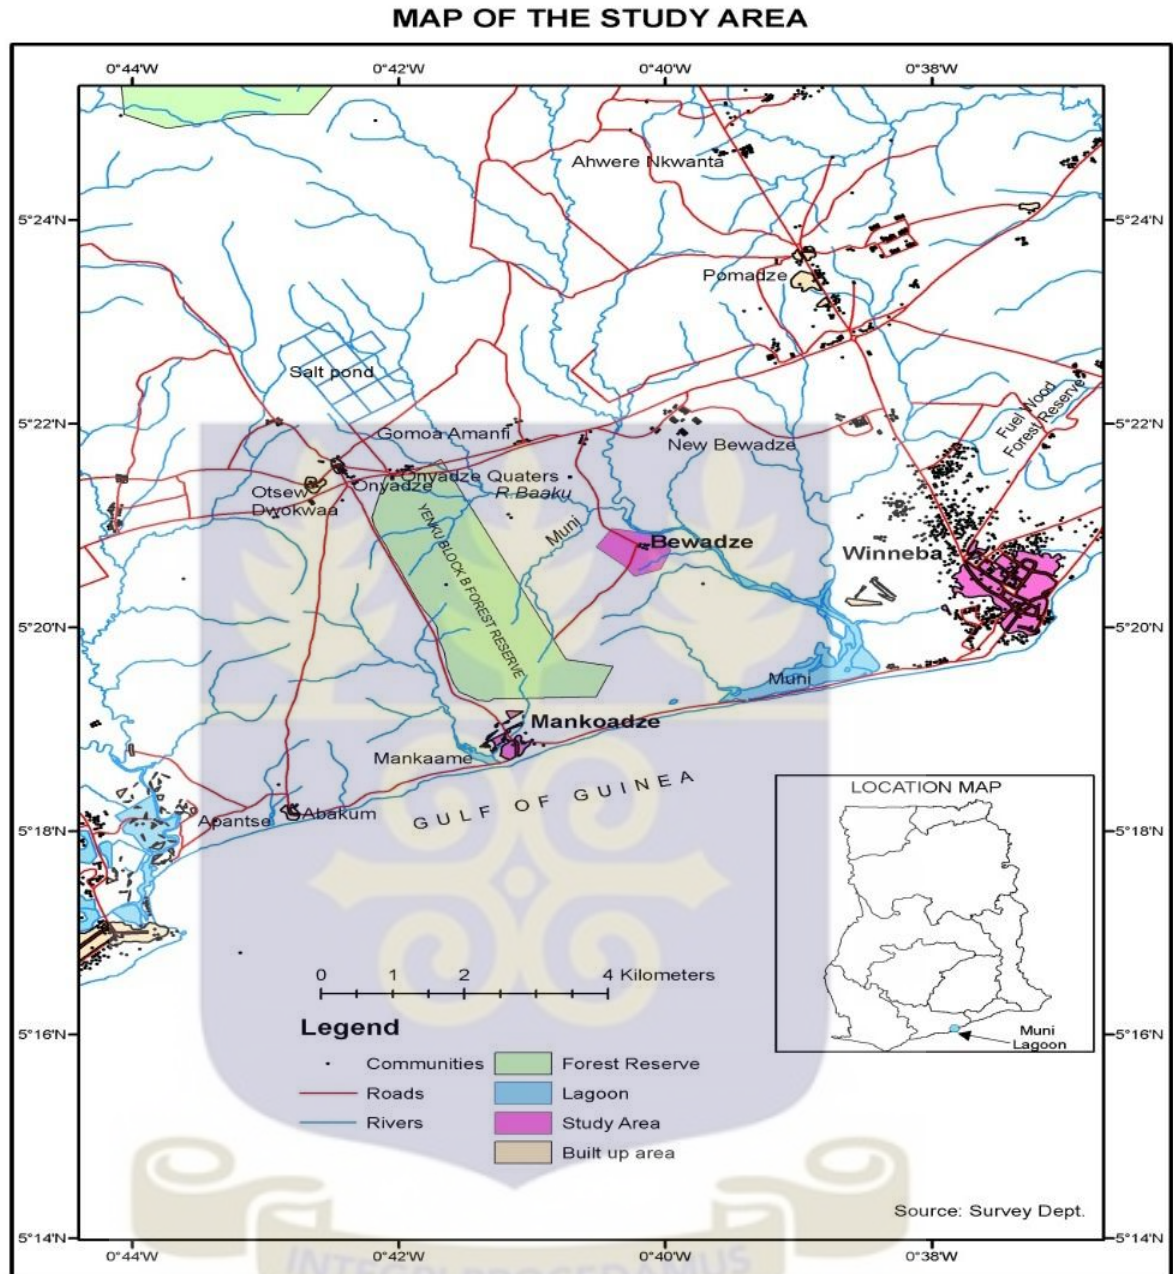 MAP OF THE STUDY AREA
0°44'W 0°42'W 0°40'W 0°38'W
Ahwere Nkwanta
5°24'N 5°24'N
Pomadze
Salt pond
Fuel Wood
Forest Reserve
5°22'N 5°22'N
Gomoa Amanfi
New Bewadze
Onyadze Quaters
Onyadze
Otsew
Dwokwaa
R.Baaku
YENKU BLOCK B FOREST RESERVE
Muni
Bewadze
Winneba
5°20'N 5°20'N
Muni
Mankoadze
Mankaame
GULF OF GUINEA
Apantse
Abakum
5°18'N 5°18'N
LOCATION MAP
Muni
Lagoon
0 1 2 4 Kilometers
5°16'N 5°16'N
Legend
Communities
Roads
Rivers
Forest Reserve
Lagoon
Study Area
Built up area
Source: Survey Dept.
5°14'N 5°14'N
0°44'W 0°42'W 0°40'W 0°38'W
INTEGRI PROCEDAMUS